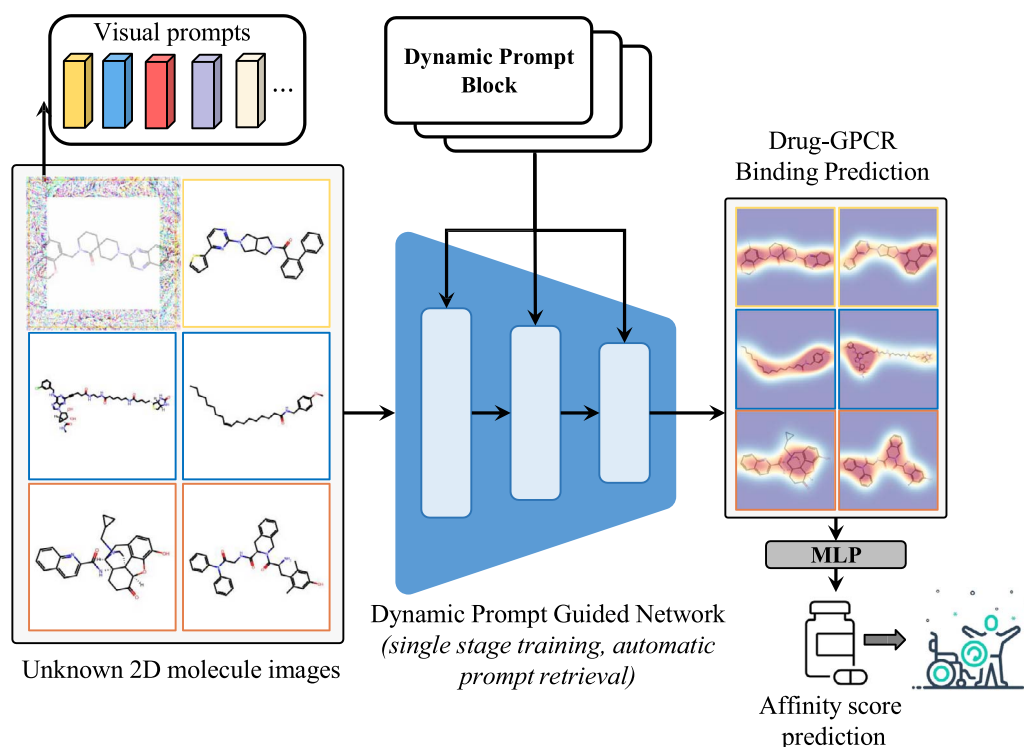 Visual prompts
...
Dynamic Prompt
Block
Drug-GPCR
Binding Prediction
MLP
Dynamic Prompt Guided Network
(single stage training, automatic
prompt retrieval)
Unknown 2D molecule images
Affinity score
prediction